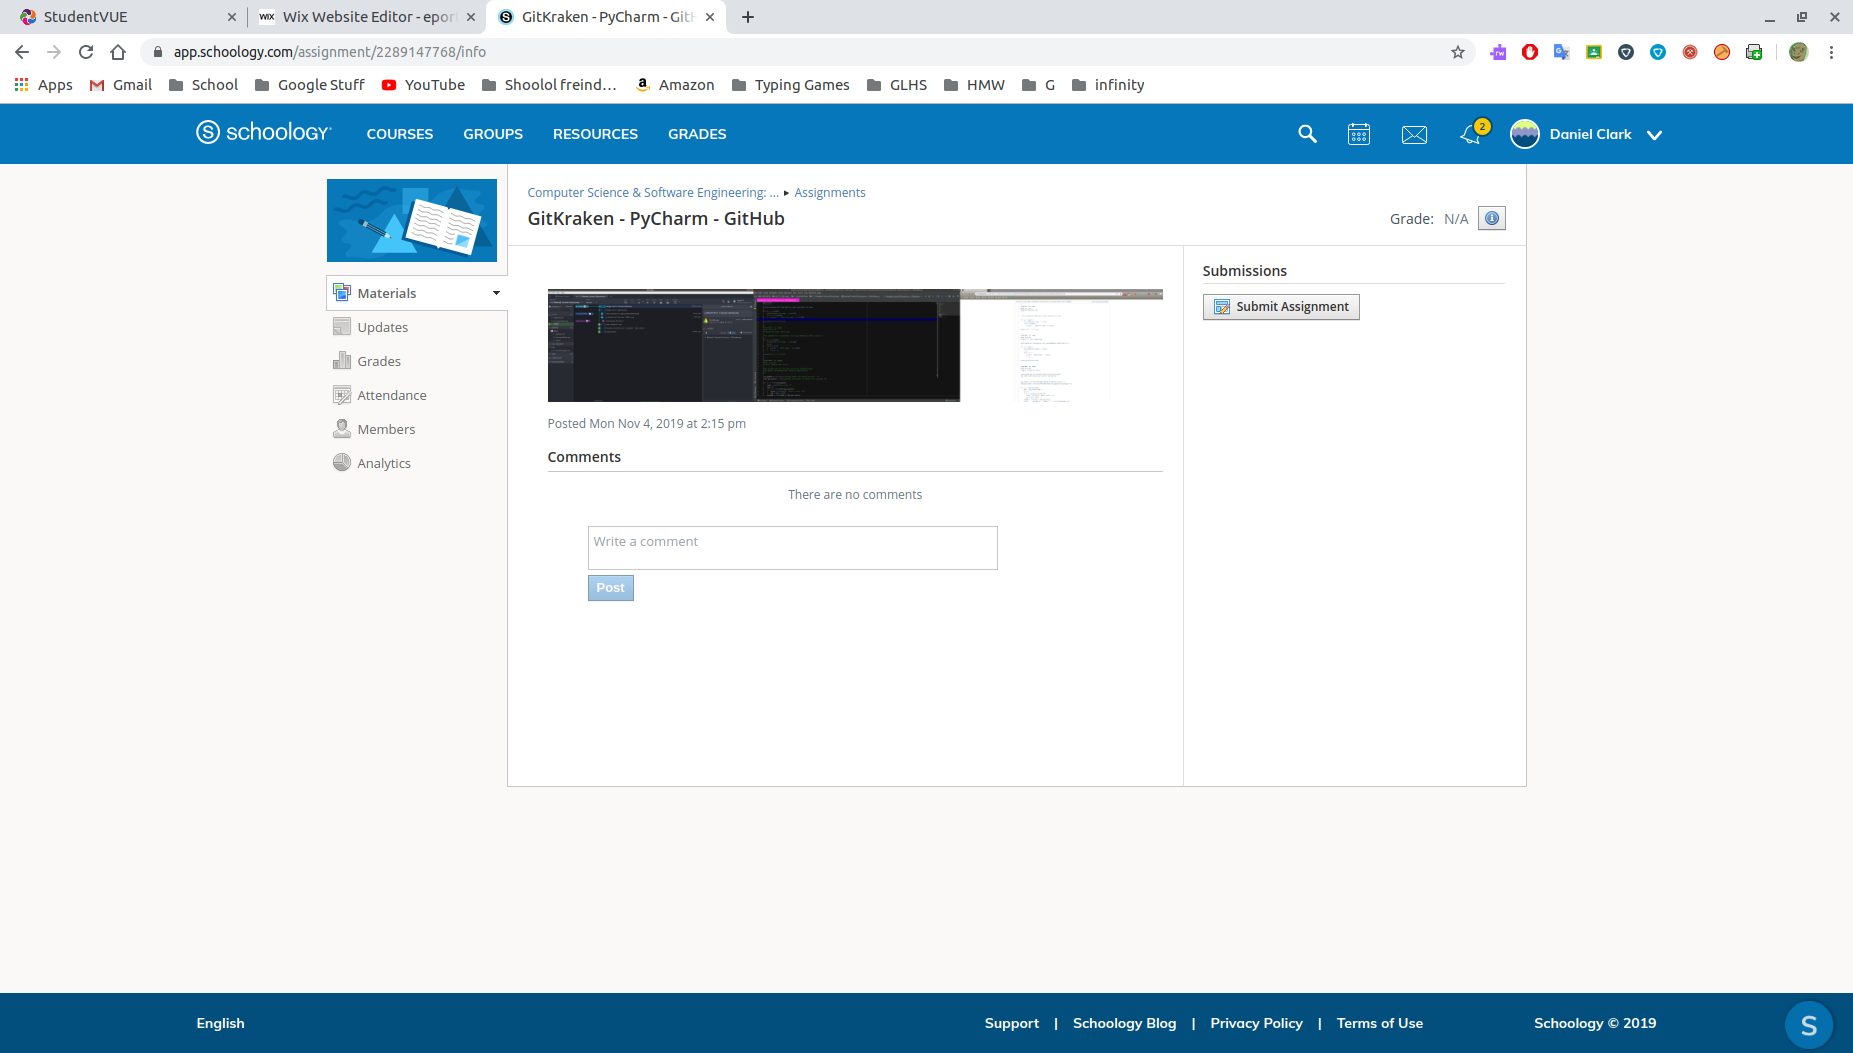 StudentVUE
WIX Wix Website Editor - epor
GitKraken - PyCharm - GitH
app.schoology.com/assignment/2289147768/info
Apps Gmail School Google Stuff YouTube Shoolol freind... Amazon Typing Games GLHS HMW G infinity
schoology COURSES GROUPS RESOURCES GRADES 2 Daniel Clark
Computer Science & Software Engineering: ... Assignments
GitKraken - PyCharm - GitHub
Grade: N/A
Materials
Updates
Grades
Attendance
Members
Analytics
Submissions
Submit Assignment
Posted Mon Nov 4, 2019 at 2:15 pm
Comments
There are no comments
Write a comment
Post
English
Support | Schoology Blog | Privacy Policy | Terms of Use
Schoology © 2019
S